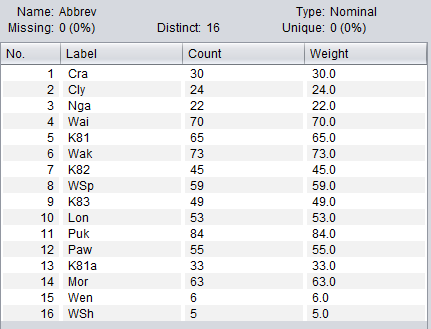 Name: Abbrev Type: Nominal
Missing: 0 (0%) Distinct: 16 Unique: 0 (0%)
No. Label Count Weight
1 Cra 30 30.0
2 Cly 24 24.0
3 Nga 22 22.0
4 Wai 70 70.0
5 K81 65 65.0
6 Wak 73 73.0
7 K82 45 45.0
8 WSp 59 59.0
9 K83 49 49.0
10 Lon 53 53.0
11 Puk 84 84.0
12 Paw 55 55.0
13 K81a 33 33.0
14 Mor 63 63.0
15 Wen 6 6.0
16 WSh 5 5.0